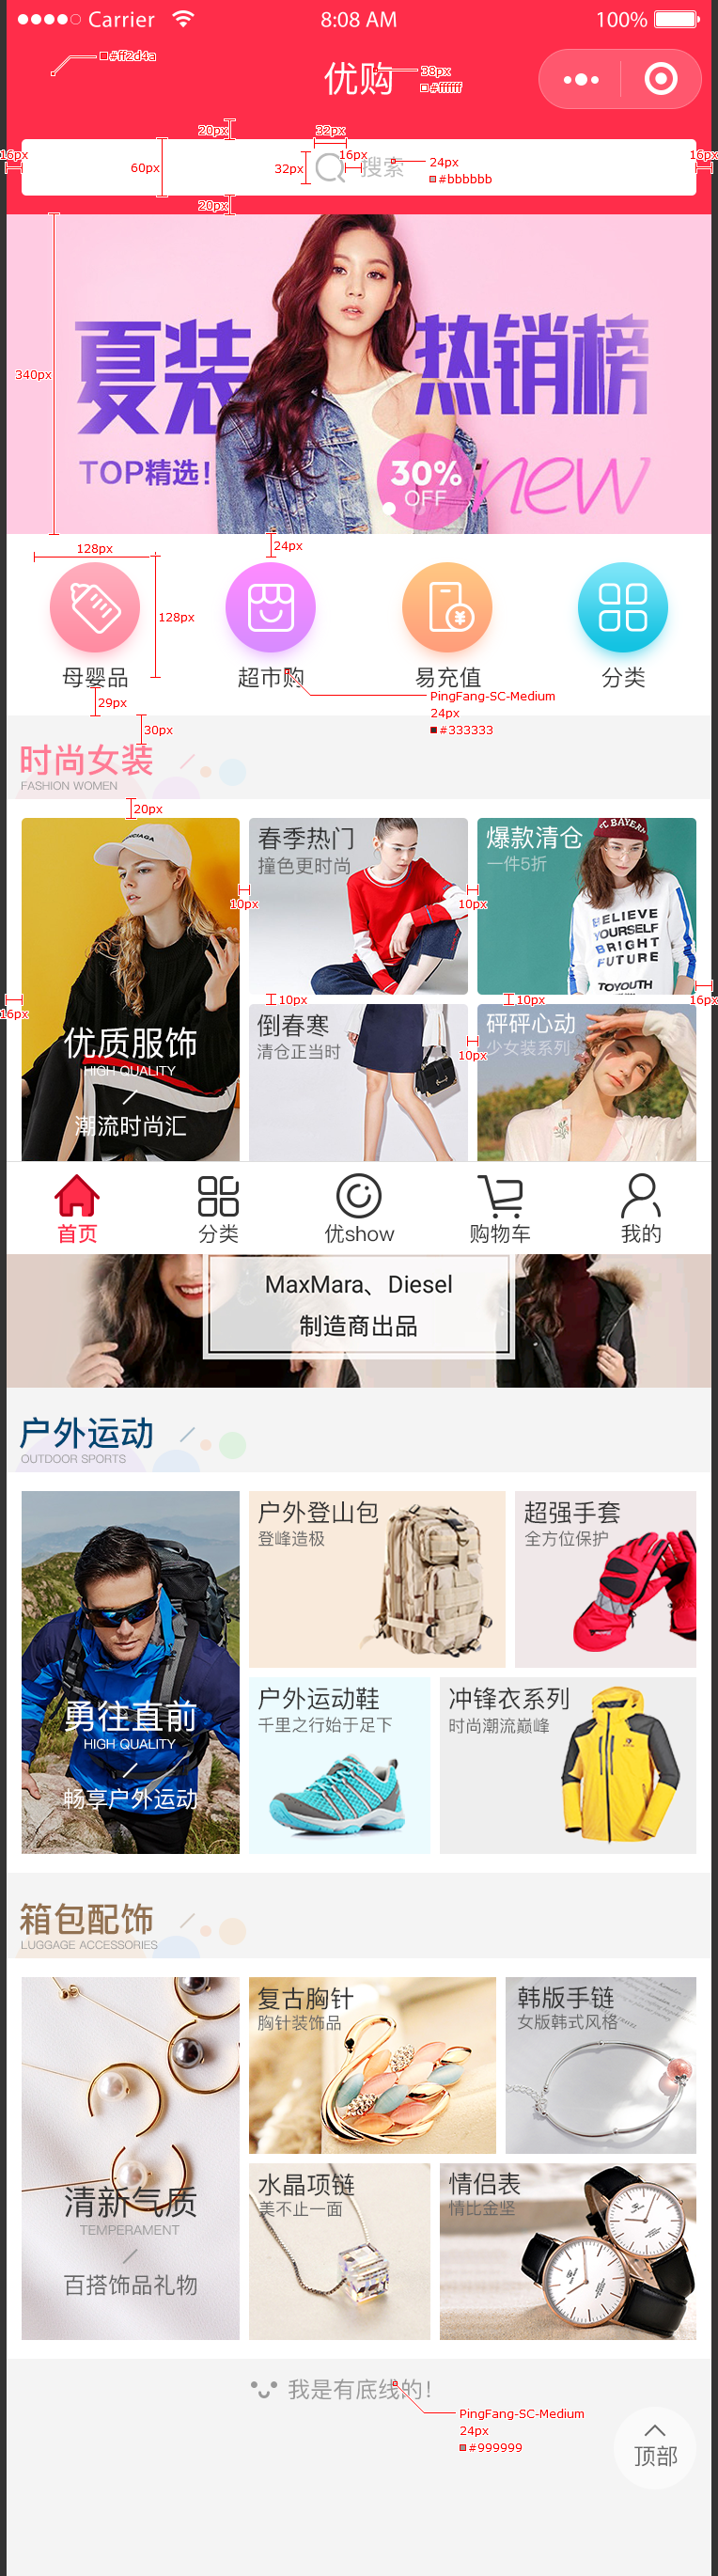 Carrier 8:08 AM 100%
#ff2d4a
优购
38px
#ffffff
20px
32px
16px
16px
16px
60px
32px
搜索
24px
#bbbbbb
20px
340px
夏装 热销榜
TOP精选！
30%
OFF
new
24px
128px
128px
母婴品 超市购 易充值 分类
PingFang-SC-Medium
24px
#333333
29px
30px
时尚女装
FASHION WOMEN
20px
春季热门
撞色更时尚
爆款清仓
一件5折
10px
10px
BELIEVE
YOURSELF
BRIGHT
FUTURE
TOYOUTH
10px
10px
16px
16px
优质服饰
HIGH QUALITY
潮流时尚汇
倒春寒
清仓正当时
10px
砰砰心动
少女装系列
首页 分类 优show 购物车 我的
MaxMara、Diesel
制造商出品
户外运动
OUTDOOR SPORTS
户外登山包
登峰造极
超强手套
全方位保护
勇往直前
HIGH QUALITY
畅享户外运动
户外运动鞋
千里之行始于足下
冲锋衣系列
时尚潮流巅峰
箱包配饰
LUGGAGE ACCESSORIES
复古胸针
胸针装饰品
韩版手链
女版韩式风格
清新气质
TEMPERAMENT
百搭饰品礼物
水晶项链
美不止一面
情侣表
情比金坚
我是有底线的！
PingFang-SC-Medium
24px
#999999
顶部